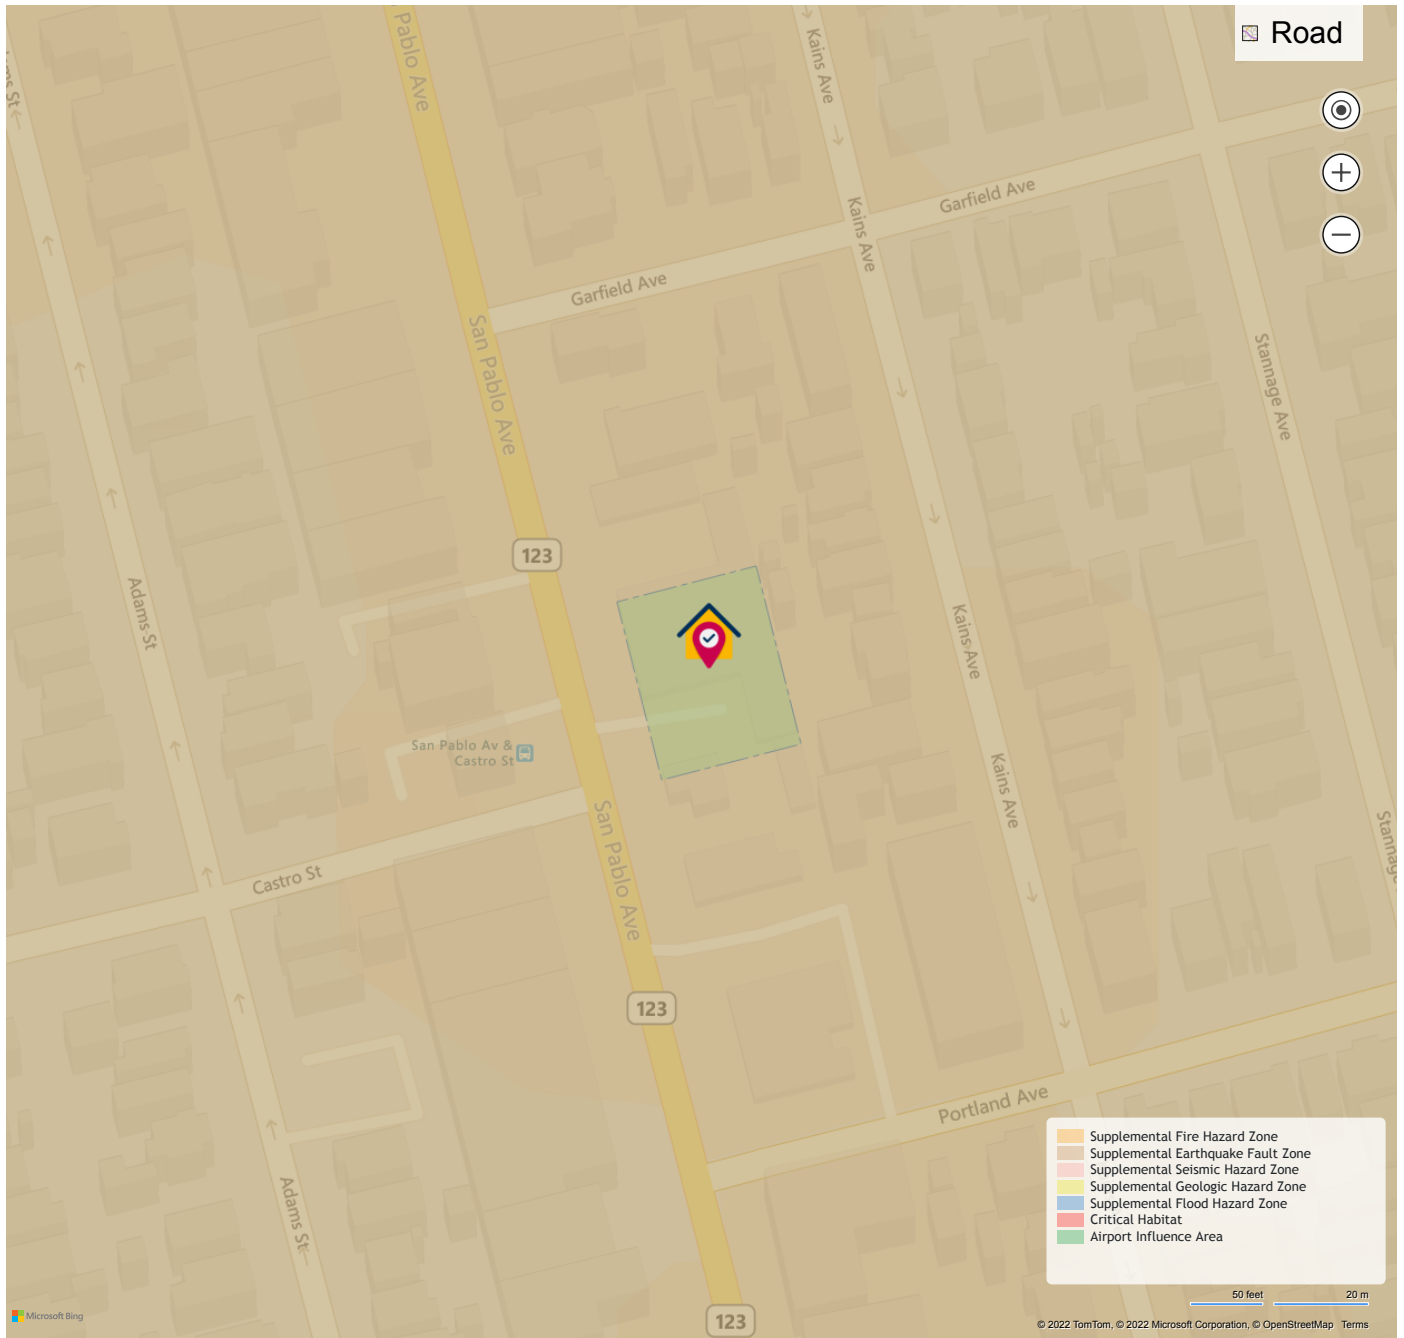 Road
Pablo Ave
Kains Ave
ams St
Garfield Ave
Kains Ave
Garfield Ave
San Pablo Ave
Stannage Ave
123
Adams St
Kains Ave
San Pablo Av &
Castro St
Kains Ave
San Pablo Ave
Stannag
Castro St
123
Portland Ave
Adams St
Supplemental Fire Hazard Zone
Supplemental Earthquake Fault Zone
Supplemental Seismic Hazard Zone
Supplemental Geologic Hazard Zone
Supplemental Flood Hazard Zone
Critical Habitat
Airport Influence Area
50 feet
20 m
Microsoft Bing
123
© 2022 TomTom, © 2022 Microsoft Corporation, © OpenStreetMap Terms